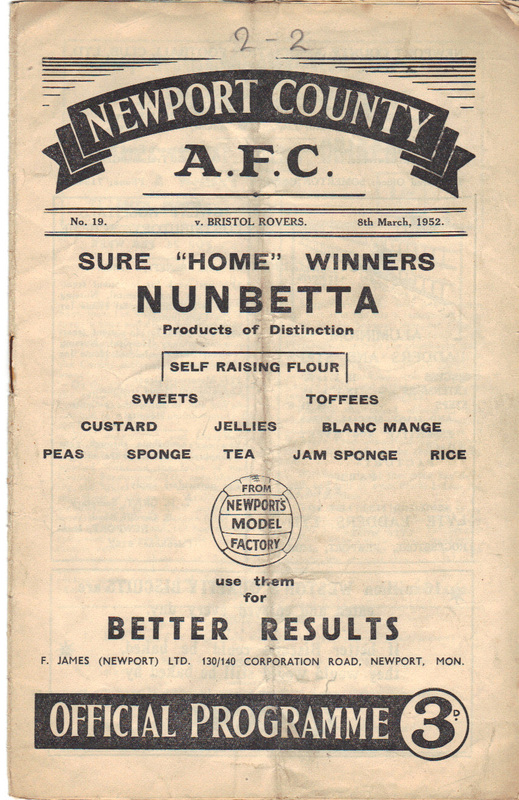 2-2
NEWPORT COUNTY
A.F.C.
No. 19. v. BRISTOL ROVERS. 8th March, 1952.
SURE "HOME" WINNERS
NUNBETTA
Products of Distinction
SELF RAISING FLOUR
SWEETS TOFFEES
CUSTARD JELLIES BLANC MANGE
PEAS SPONGE TEA JAM SPONGE RICE
FROM
NEWPORT'S
MODEL
FACTORY
use them
for
BETTER RESULTS
F. JAMES (NEWPORT) LTD. 130/140 CORPORATION ROAD, NEWPORT, MON.
OFFICIAL PROGRAMME 3D.